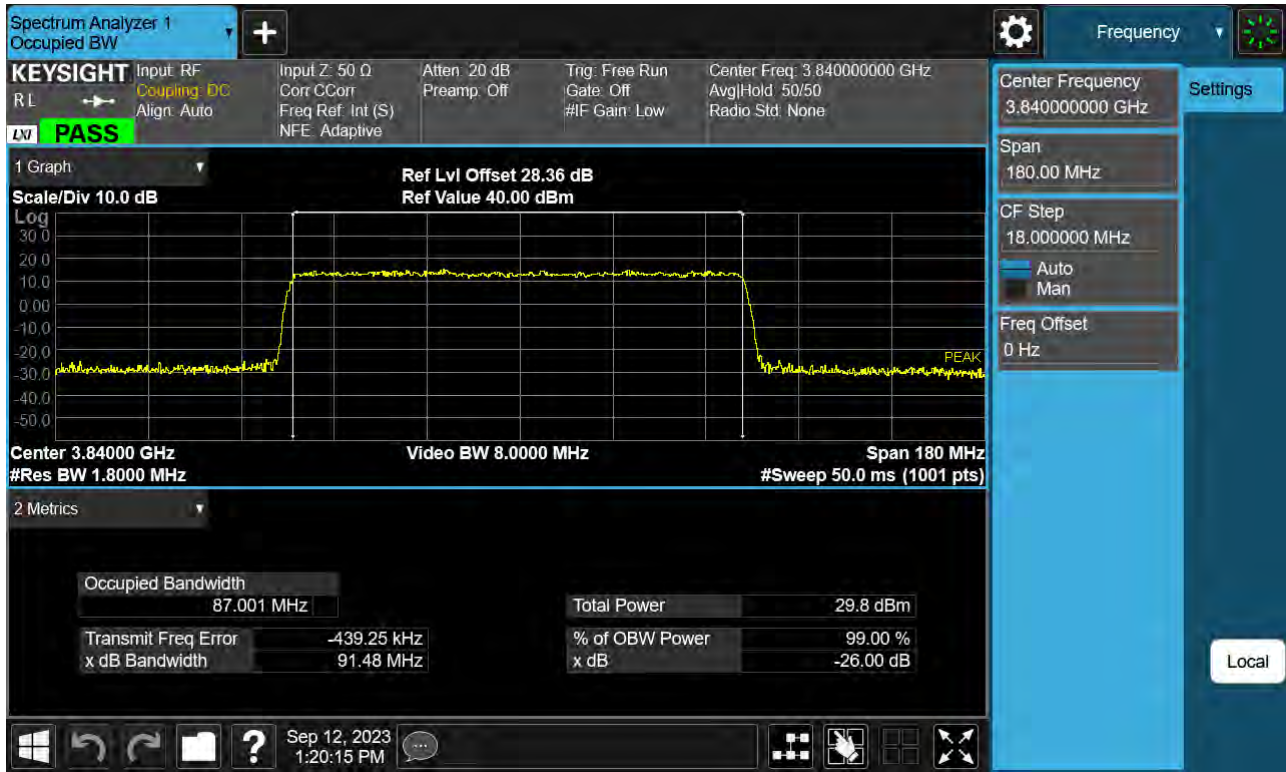 Spectrum Analyzer 1
Occupied BW
Frequency
KEYSIGHT
RL
LXI
PASS
Input: RF
Coupling: DC
Align: Auto
Input Z: 50 Ω
Corr CCorr
Freq Ref: Int (S)
NFE: Adaptive
Atten: 20 dB
Preamp: Off
Trig: Free Run
Gate: Off
#IF Gain: Low
Center Freq: 3.840000000 GHz
Avg|Hold: 50/50
Radio Std: None
1 Graph
Scale/Div 10.0 dB
Ref Lvl Offset 28.36 dB
Ref Value 40.00 dBm
Log
30.0
20.0
10.0
0.00
-10.0
-20.0
-30.0
-40.0
-50.0
PEAK
Center 3.84000 GHz
Video BW 8.0000 MHz
Span 180 MHz
#Res BW 1.8000 MHz
#Sweep 50.0 ms (1001 pts)
2 Metrics
Occupied Bandwidth
87.001 MHz
Total Power 29.8 dBm
Transmit Freq Error -439.25 kHz
% of OBW Power 99.00 %
x dB Bandwidth 91.48 MHz
x dB -26.00 dB
Center Frequency
3.840000000 GHz
Settings
Span
180.00 MHz
CF Step
18.000000 MHz
Auto
Man
Freq Offset
0 Hz
Local
?
Sep 12, 2023
1:20:15 PM